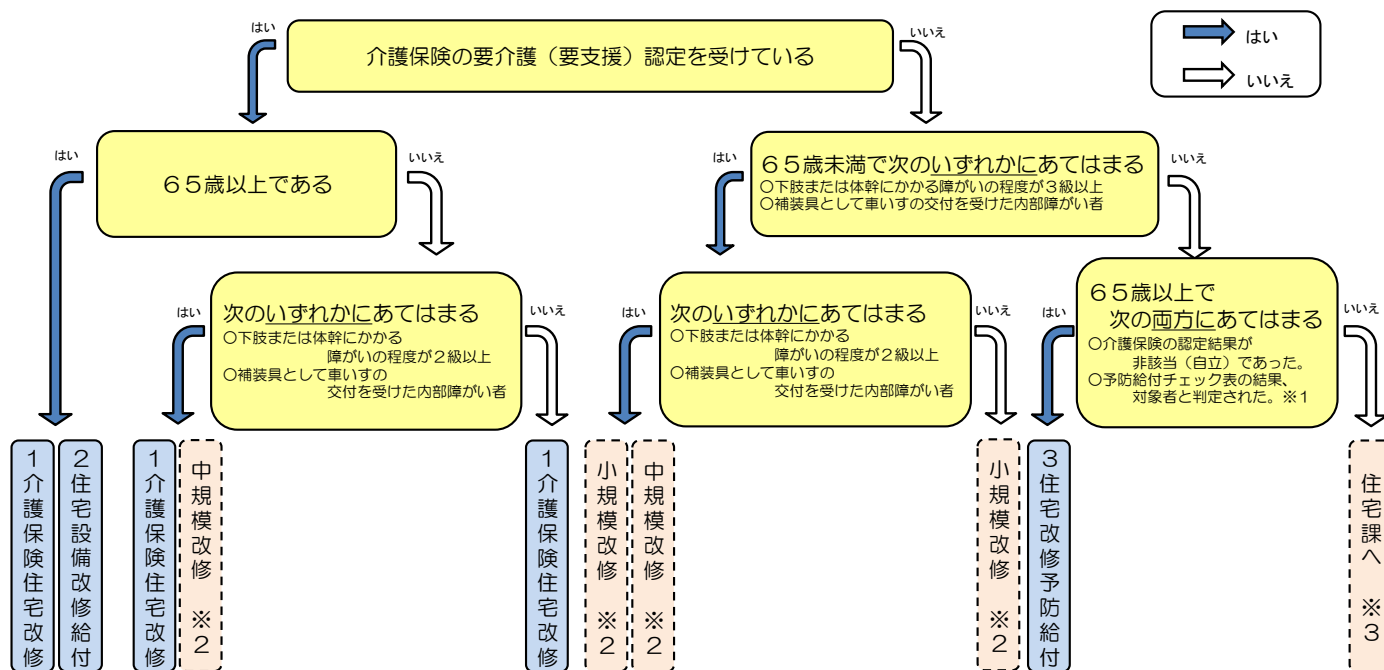 はい
介護保険の要介護（要支援）認定を受けている
いいえ
はい
いいえ
はい
６５歳以上である
いいえ
はい
６５歳未満で次のいずれかにあてはまる
○下肢または体幹にかかる障がいの程度が３級以上
○補装具として車いすの交付を受けた内部障がい者
いいえ
はい
次のいずれかにあてはまる
○下肢または体幹にかかる
障がいの程度が２級以上
○補装具として車いすの
交付を受けた内部障がい者
いいえ
はい
次のいずれかにあてはまる
○下肢または体幹にかかる
障がいの程度が２級以上
○補装具として車いすの
交付を受けた内部障がい者
いいえ
はい
６５歳以上で
次の両方にあてはまる
○介護保険の認定結果が
非該当（自立）であった。
○予防給付チェック表の結果、
対象者と判定された。※１
いいえ
１介護保険住宅改修
２住宅設備改修給付
１介護保険住宅改修
中規模改修　※２
１介護保険住宅改修
小規模改修　※２
中規模改修　※２
小規模改修　※２
３住宅改修予防給付
住宅課へ　※３